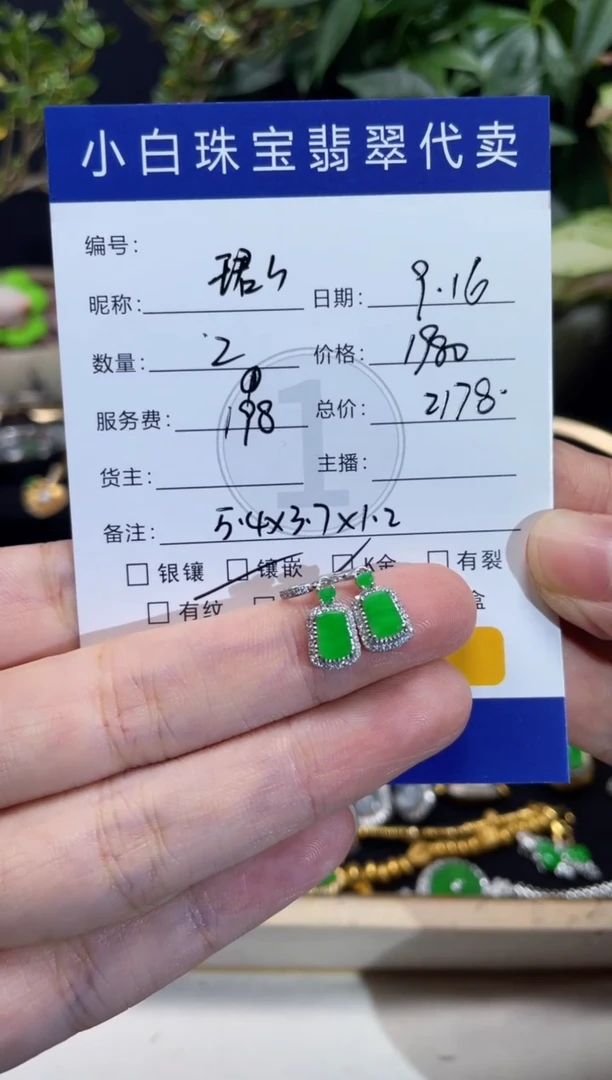 小白珠宝翡翠代卖
编号:
昵称: 日期: 9.16
数量: 2 价格: 1980
服务费: 198 总价: 2178.
货主: 主播:
备注: 5.4x3.7x1.2
□ 银镶 □ 镶嵌 □ K金 □ 有裂
□ 有纹 盒
1